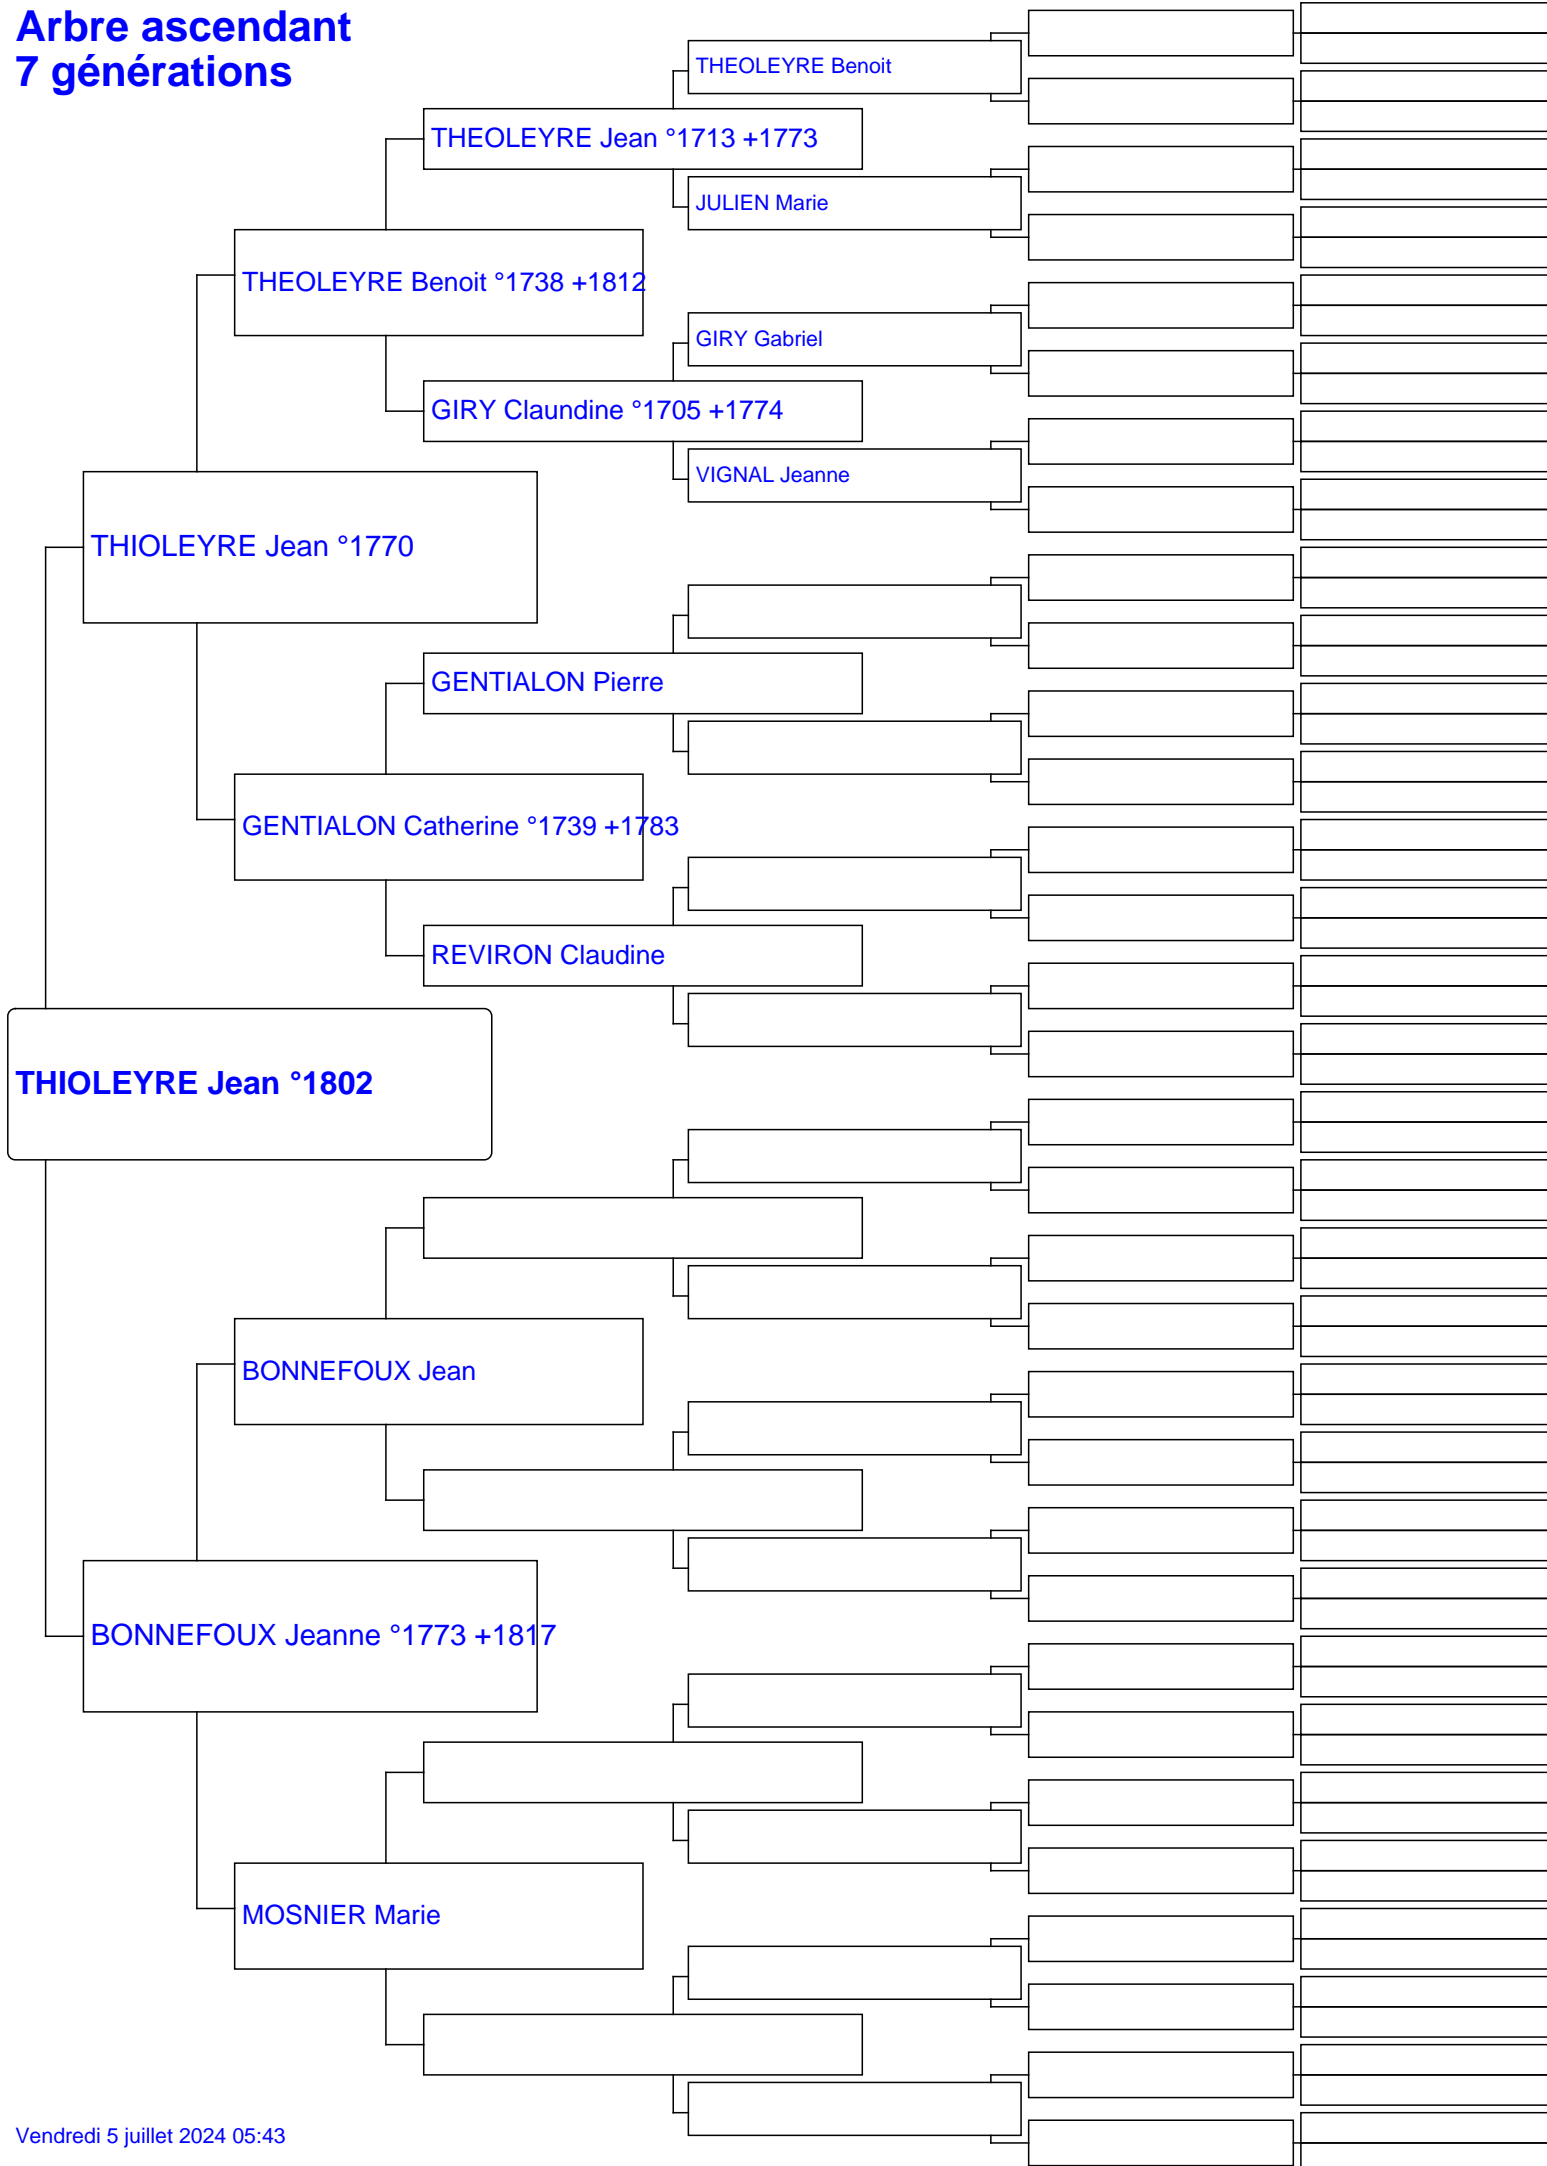 Arbre ascendant
7 générations
THEOLEYRE Benoit
THEOLEYRE Jean °1713 +1773
JULIEN Marie
THEOLEYRE Benoit °1738 +1812
GIRY Gabriel
GIRY Claundine °1705 +1774
VIGNAL Jeanne
THIOLEYRE Jean °1770
GENTIALON Pierre
GENTIALON Catherine °1739 +1783
REVIRON Claudine
THIOLEYRE Jean °1802
BONNEFOUX Jean
BONNEFOUX Jeanne °1773 +1817
MOSNIER Marie
Vendredi 5 juillet 2024 05:43